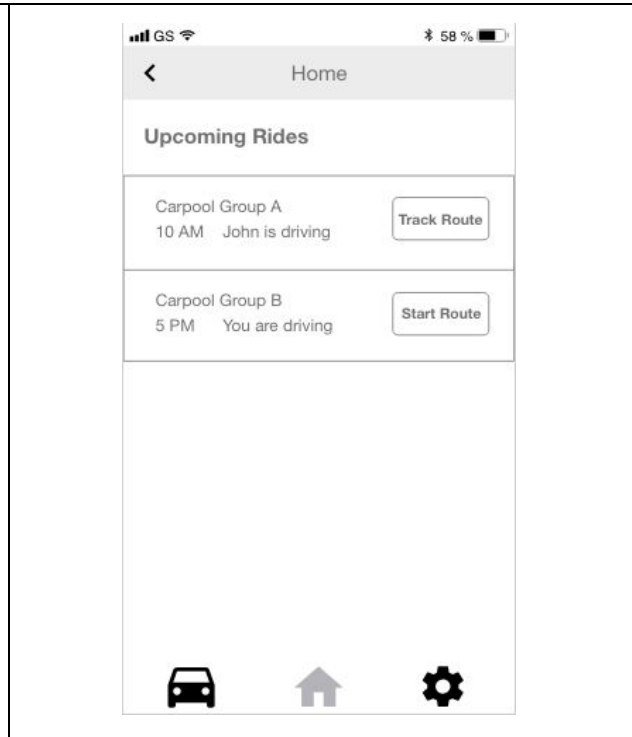 GS 58 %
Home
Upcoming Rides
Carpool Group A
10 AM John is driving
Track Route
Carpool Group B
5 PM You are driving
Start Route